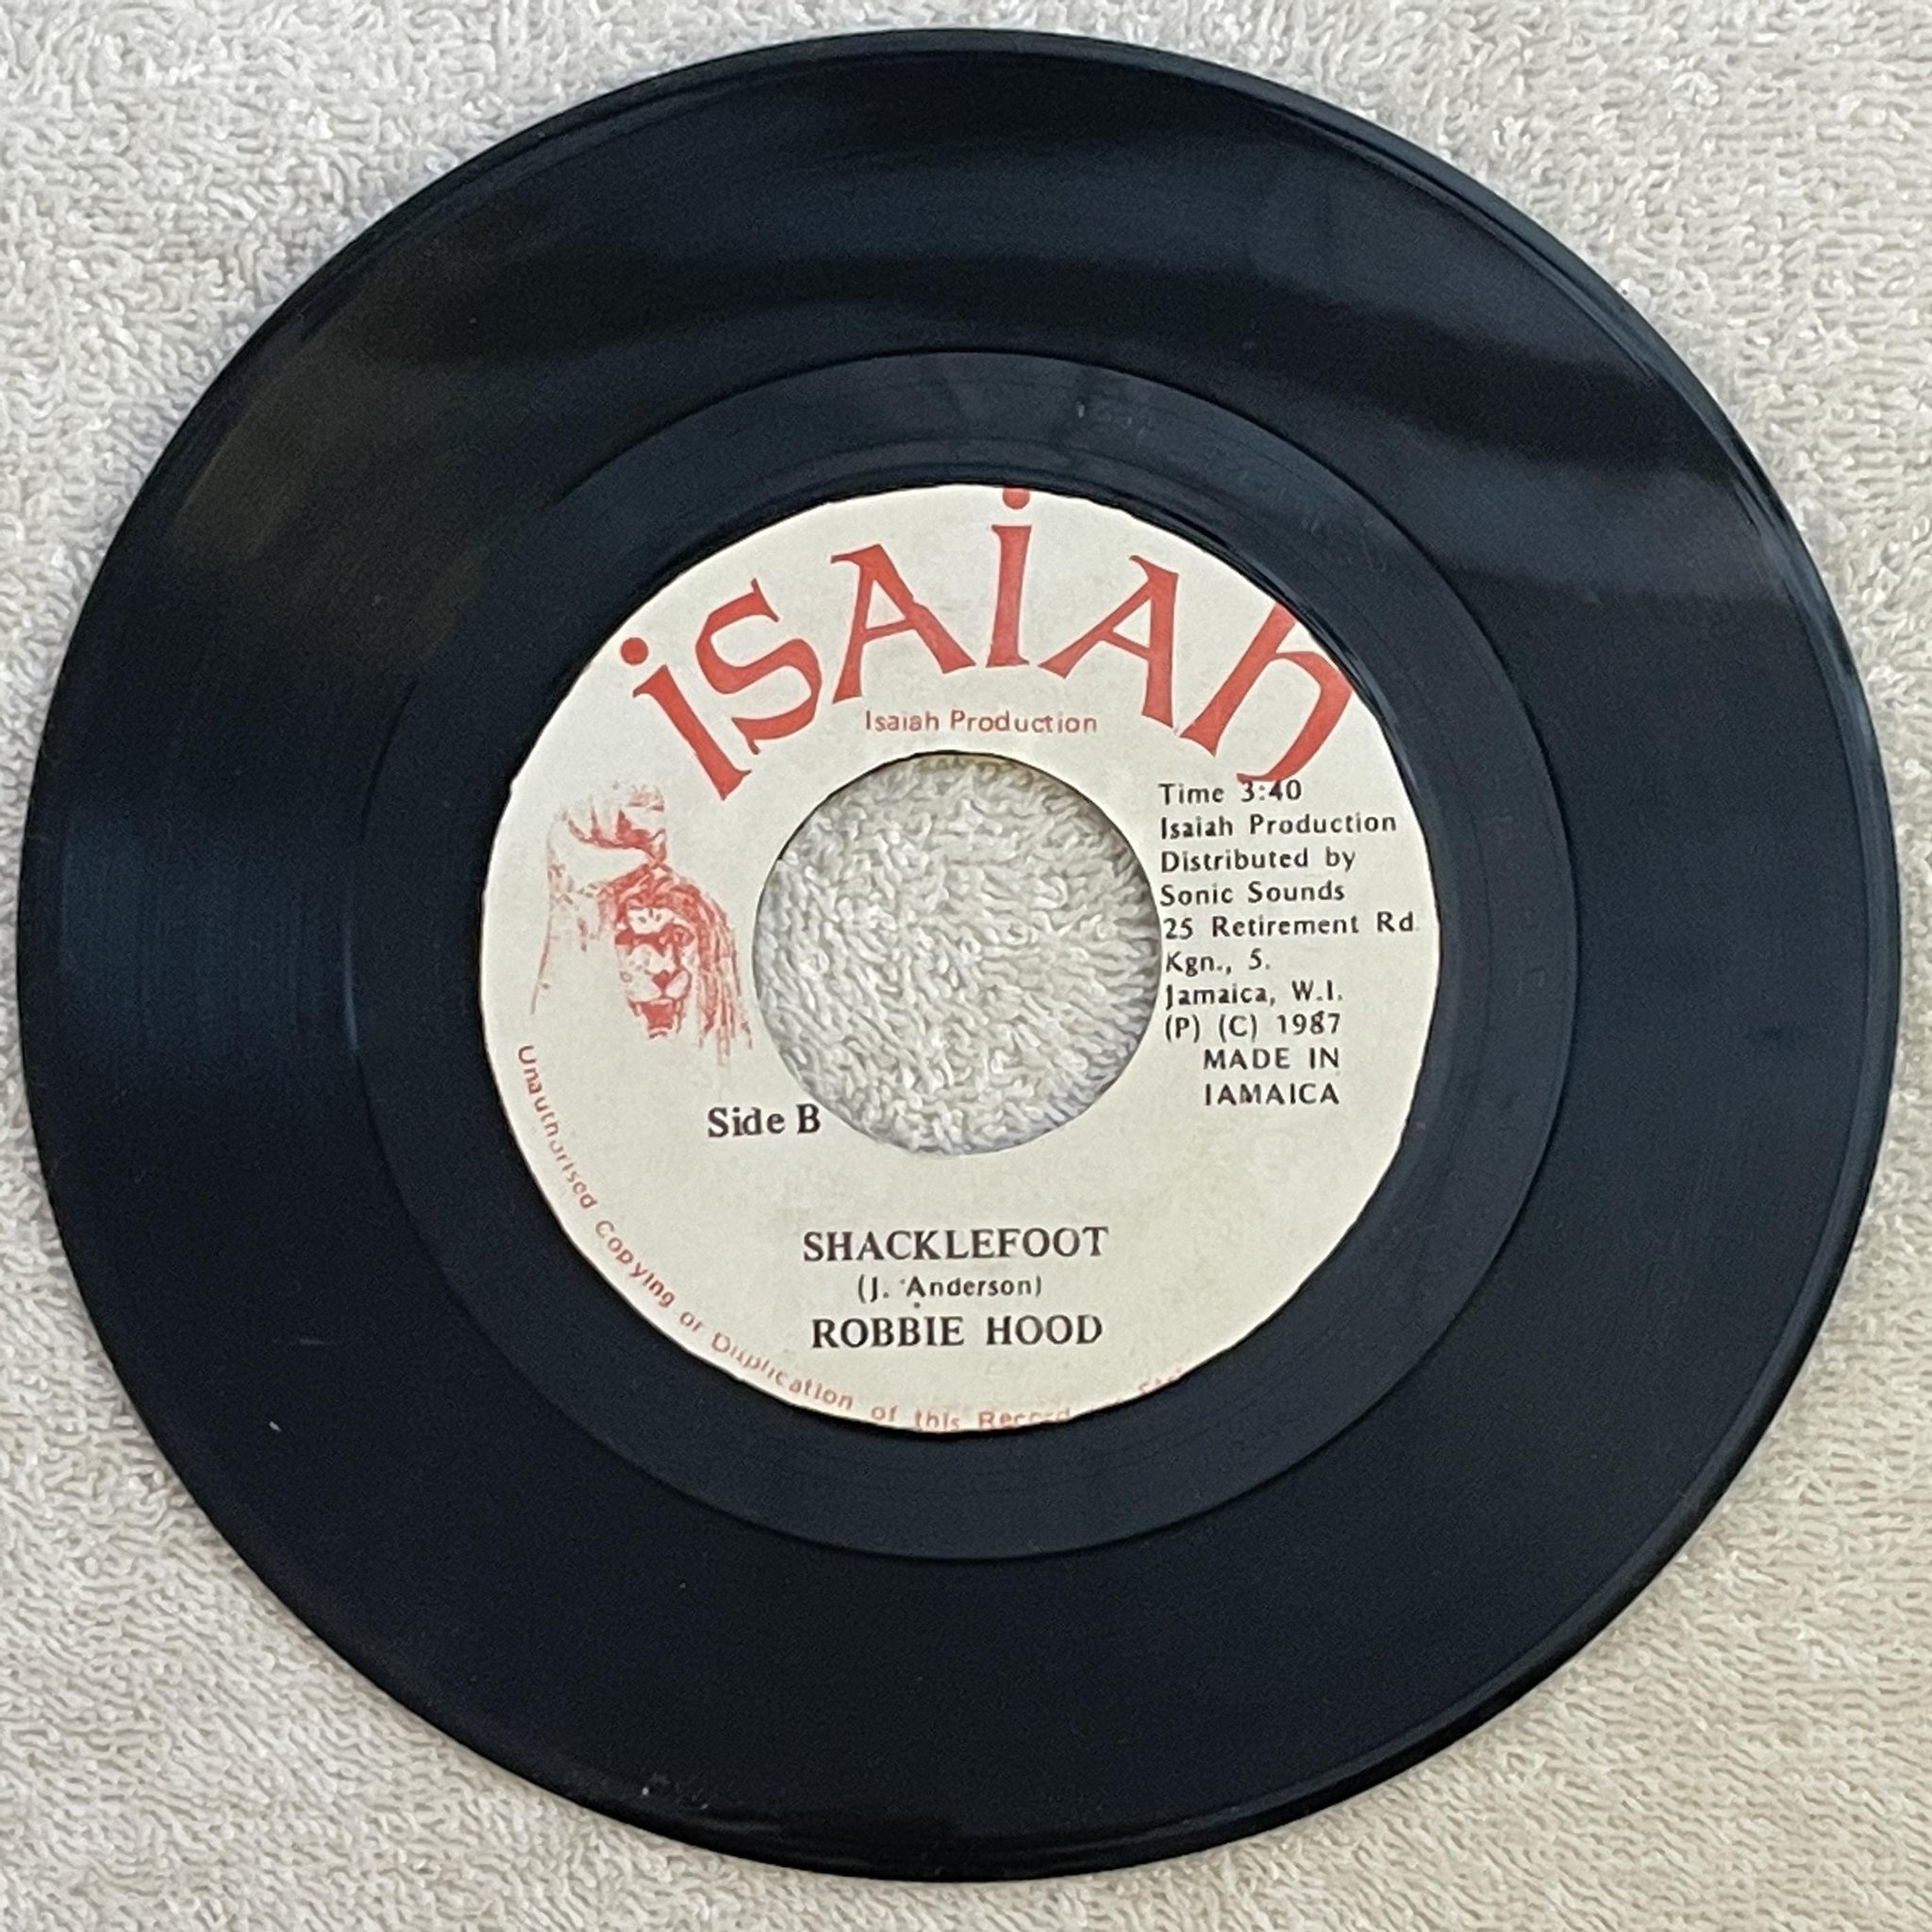 isaiah
Isaiah Production
Time 3:40
Isaiah Production
Distributed by
Sonic Sounds
25 Retirement Rd.
Kgn., 5.
Jamaica, W.I.
(P) (C) 1987
MADE IN
JAMAICA
Side B
SHACKLEFOOT
(J. Anderson)
ROBBIE HOOD
Unauthorised Copying or Duplication of this Record